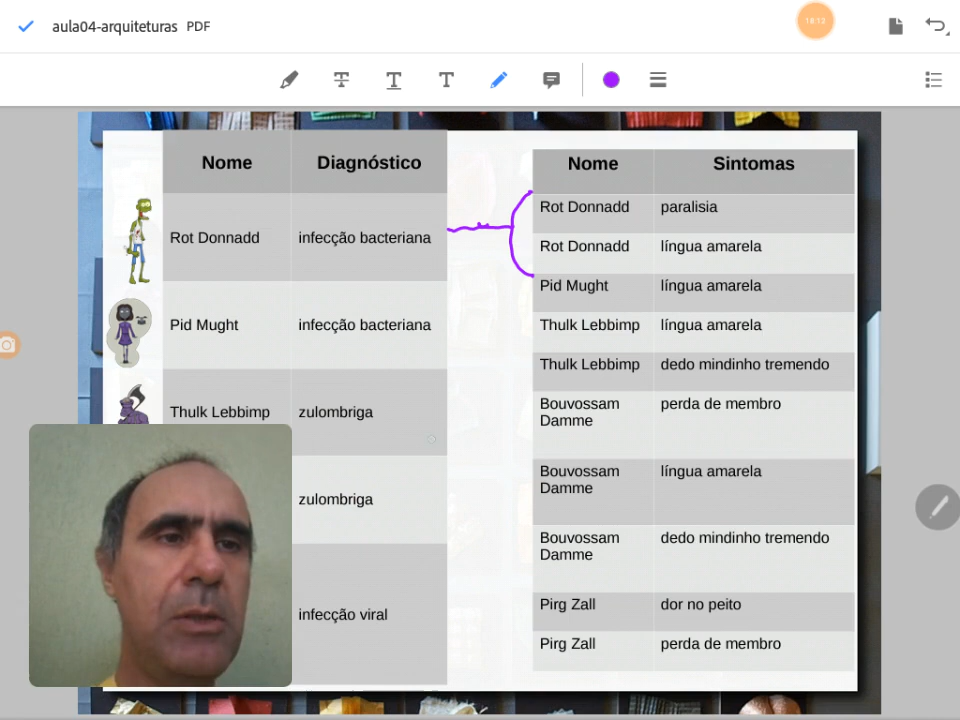 aula04-arquiteturas PDF
18:13
Nome Diagnóstico
Rot Donnadd infecção bacteriana
Pid Mught infecção bacteriana
Thulk Lebbimp zulombriga
zulombriga
infecção viral
Nome Sintomas
Rot Donnadd paralisia
Rot Donnadd língua amarela
Pid Mught língua amarela
Thulk Lebbimp língua amarela
Thulk Lebbimp dedo mindinho tremendo
Bouvossam perda de membro
Damme
Bouvossam língua amarela
Damme
Bouvossam dedo mindinho tremendo
Damme
Pirg Zall dor no peito
Pirg Zall perda de membro